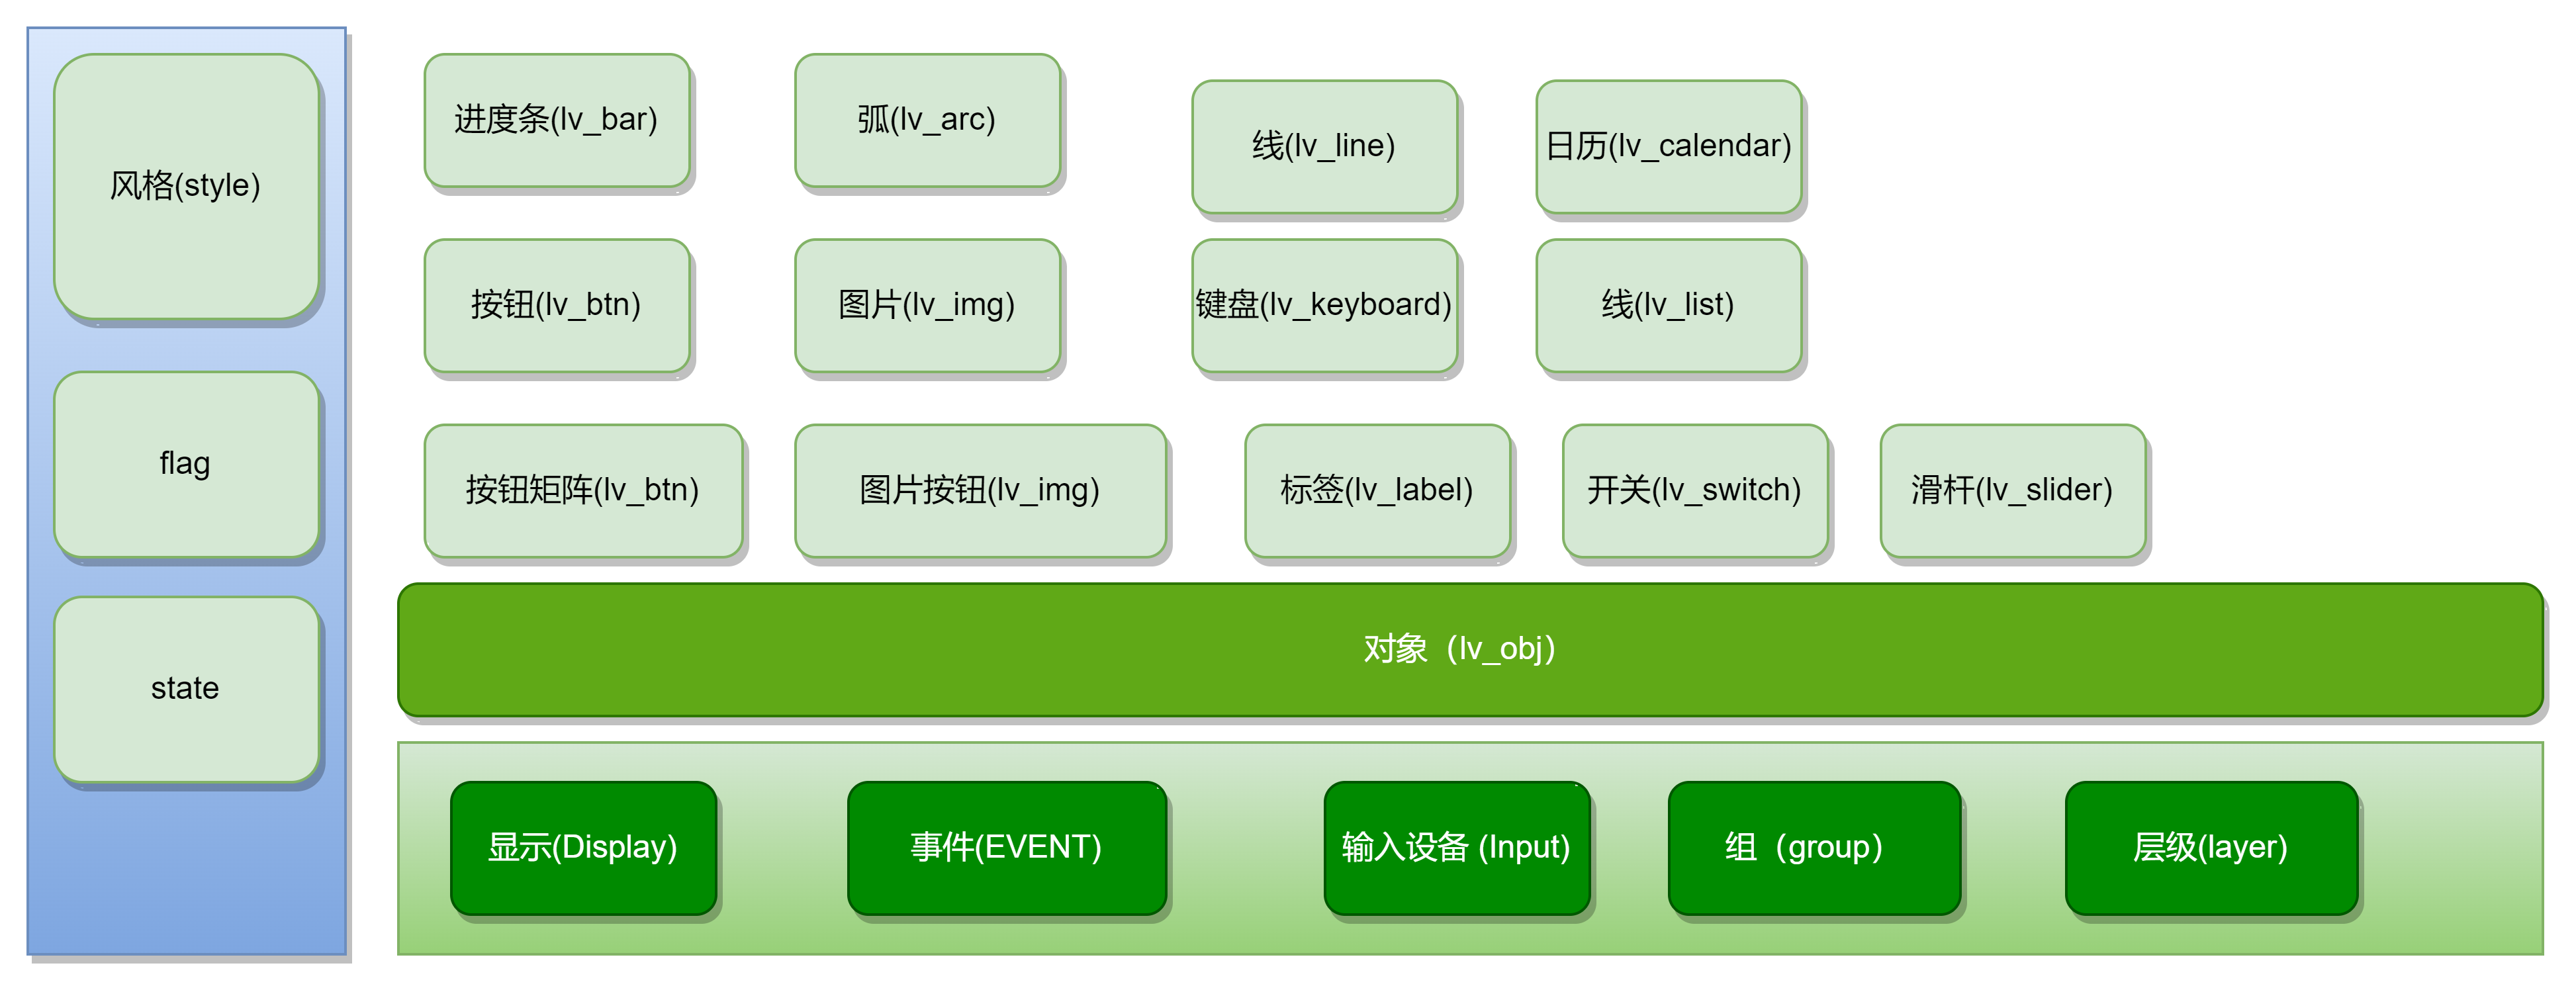 风格(style)
flag
state
进度条(lv_bar)
弧(lv_arc)
线(lv_line)
日历(lv_calendar)
按钮(lv_btn)
图片(lv_img)
键盘(lv_keyboard)
线(lv_list)
按钮矩阵(lv_btn)
图片按钮(lv_img)
标签(lv_label)
开关(lv_switch)
滑杆(lv_slider)
对象（lv_obj）
显示(Display)
事件(EVENT)
输入设备 (Input)
组（group）
层级(layer)